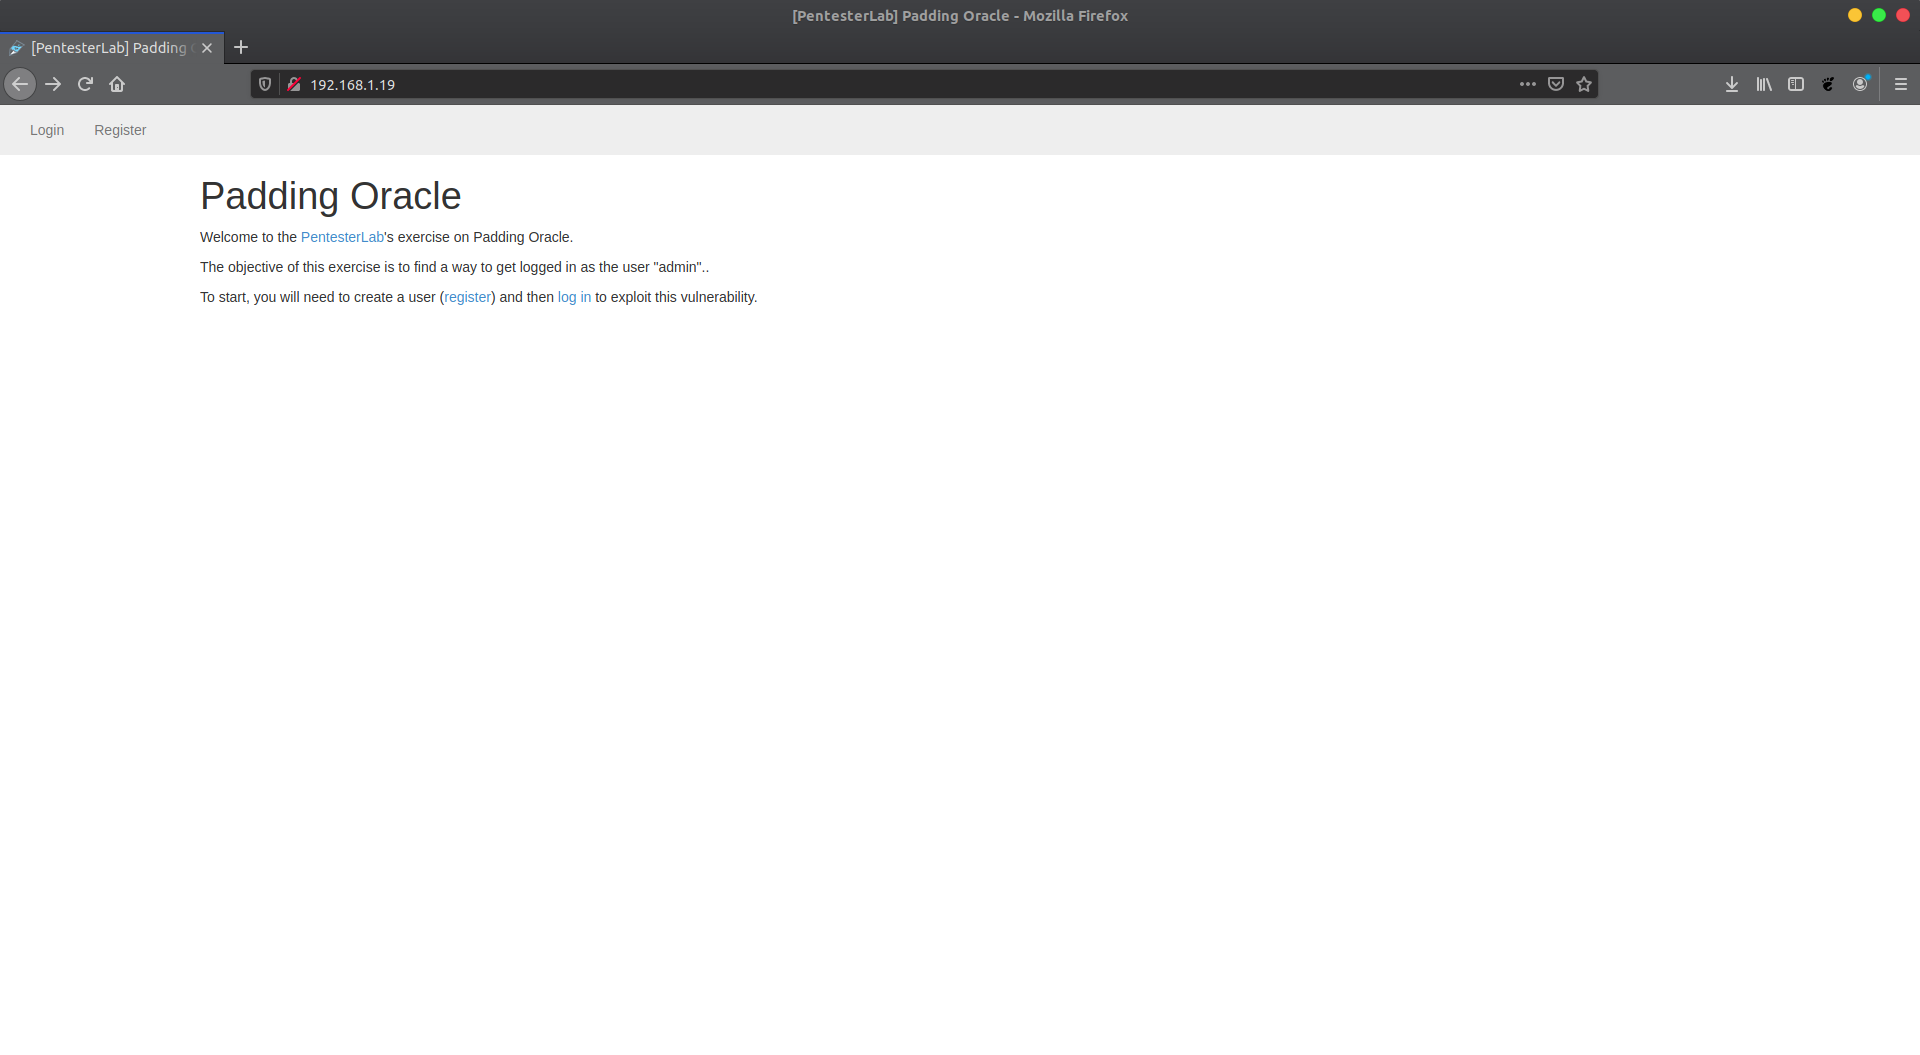 [PentesterLab] Padding Oracle - Mozilla Firefox
[PentesterLab] Padding
192.168.1.19
Login Register
Padding Oracle
Welcome to the PentesterLab's exercise on Padding Oracle.
The objective of this exercise is to find a way to get logged in as the user "admin"..
To start, you will need to create a user (register) and then log in to exploit this vulnerability.